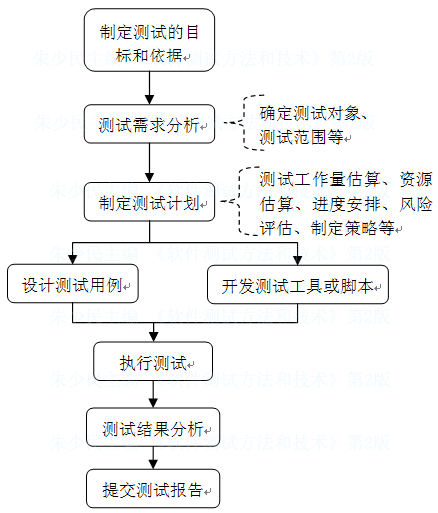 制定测试的目
标和依据
测试需求分析
确定测试对象、
测试范围等
制定测试计划
测试工作量估算、资源
估算、进度安排、风险
评估、制定策略等
设计测试用例
开发测试工具或脚本
执行测试
测试结果分析
提交测试报告